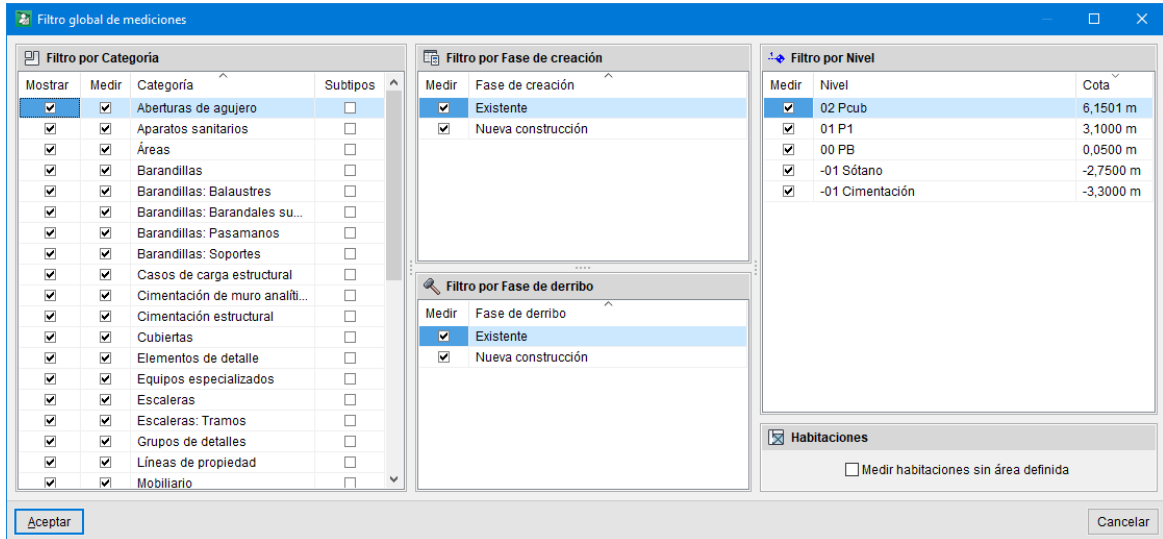 Filtro global de mediciones
Filtro por Categoría
Mostrar Medir Categoría Subtipos
Aberturas de agujero
Aparatos sanitarios
Áreas
Barandillas
Barandillas: Balaustres
Barandillas: Barandales su...
Barandillas: Pasamanos
Barandillas: Soportes
Casos de carga estructural
Cimentación de muro analíti...
Cimentación estructural
Cubiertas
Elementos de detalle
Equipos especializados
Escaleras
Escaleras: Tramos
Grupos de detalles
Líneas de propiedad
Mobiliario
Filtro por Fase de creación
Medir Fase de creación
Existente
Nueva construcción
Filtro por Fase de derribo
Medir Fase de derribo
Existente
Nueva construcción
Filtro por Nivel
Medir Nivel Cota
02 Pcub 6,1501 m
01 P1 3,1000 m
00 PB 0,0500 m
-01 Sótano -2,7500 m
-01 Cimentación -3,3000 m
Habitaciones
Medir habitaciones sin área definida
Aceptar
Cancelar